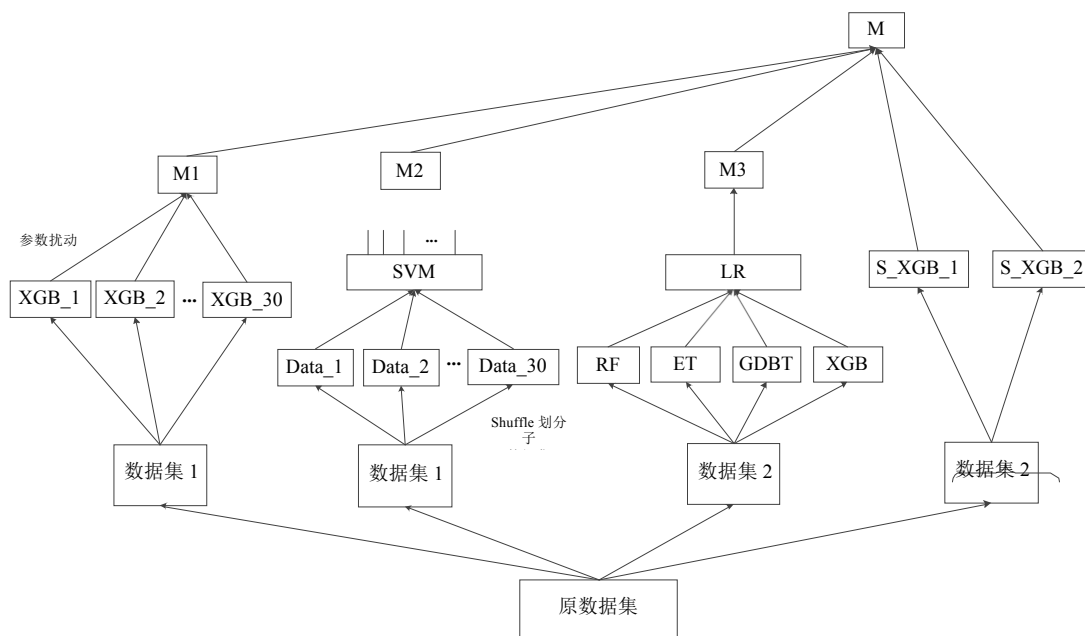 M
M1
M2
M3
参数扰动
SVM
...
LR
S_XGB_1
S_XGB_2
XGB_1
XGB_2
...
XGB_30
Data_1
Data_2
...
Data_30
RF
ET
GDBT
XGB
Shuffle 划分
子
数据集 1
数据集 1
数据集 2
数据集 2
原数据集